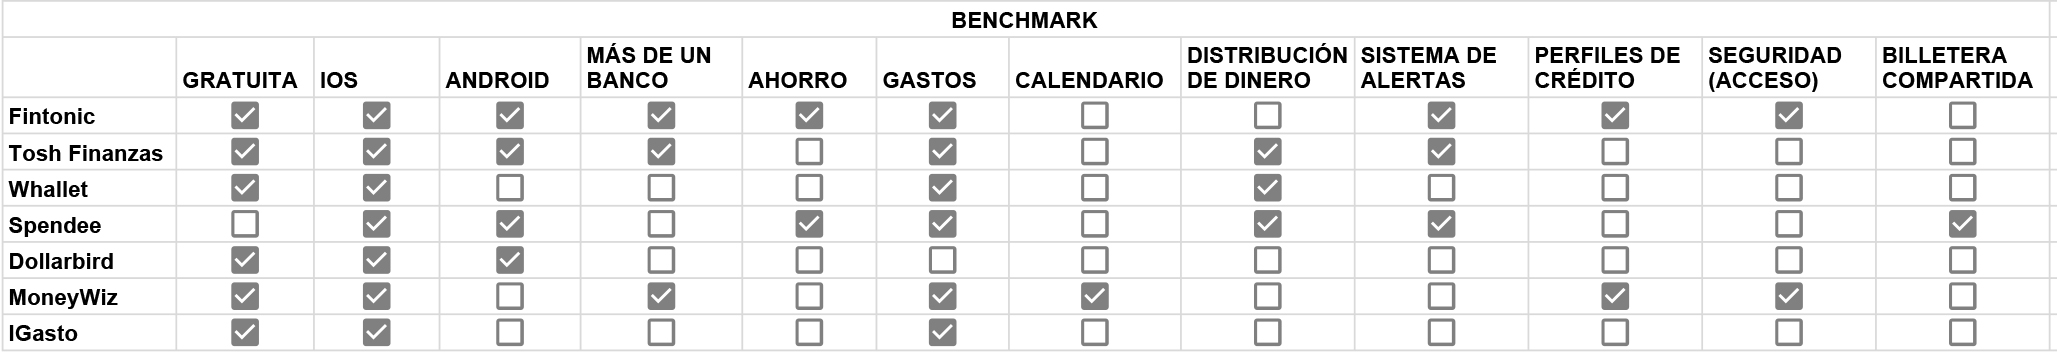 BENCHMARK
GRATUITA IOS ANDROID MÁS DE UN BANCO AHORRO GASTOS CALENDARIO DISTRIBUCIÓN DE DINERO SISTEMA DE ALERTAS PERFILES DE CRÉDITO SEGURIDAD (ACCESO) BILLETERA COMPARTIDA
Fintonic
Tosh Finanzas
Whallet
Spendee
Dollarbird
MoneyWiz
IGasto